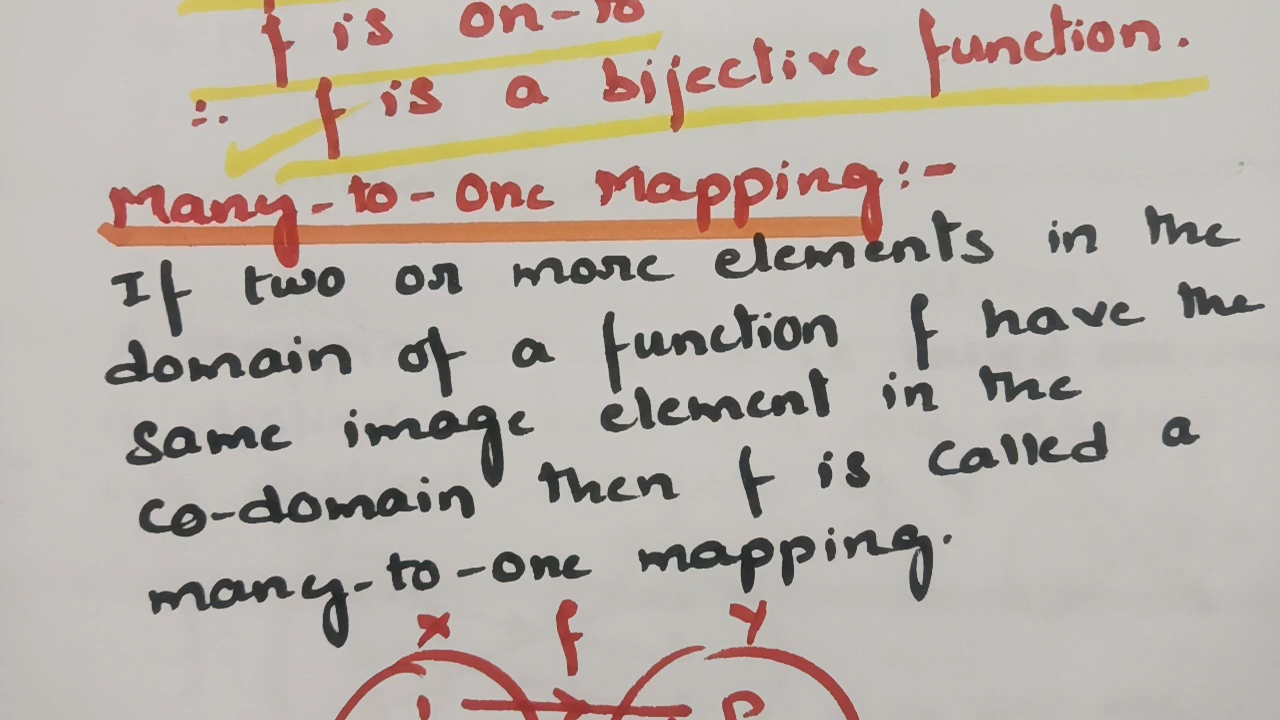 f is on-to
∴ f is a bijective function.
Many-to-one Mapping:-
If two or more elements in the
domain of a function f have the
same image element in the
co-domain then f is called a
many-to-one mapping.
X f Y